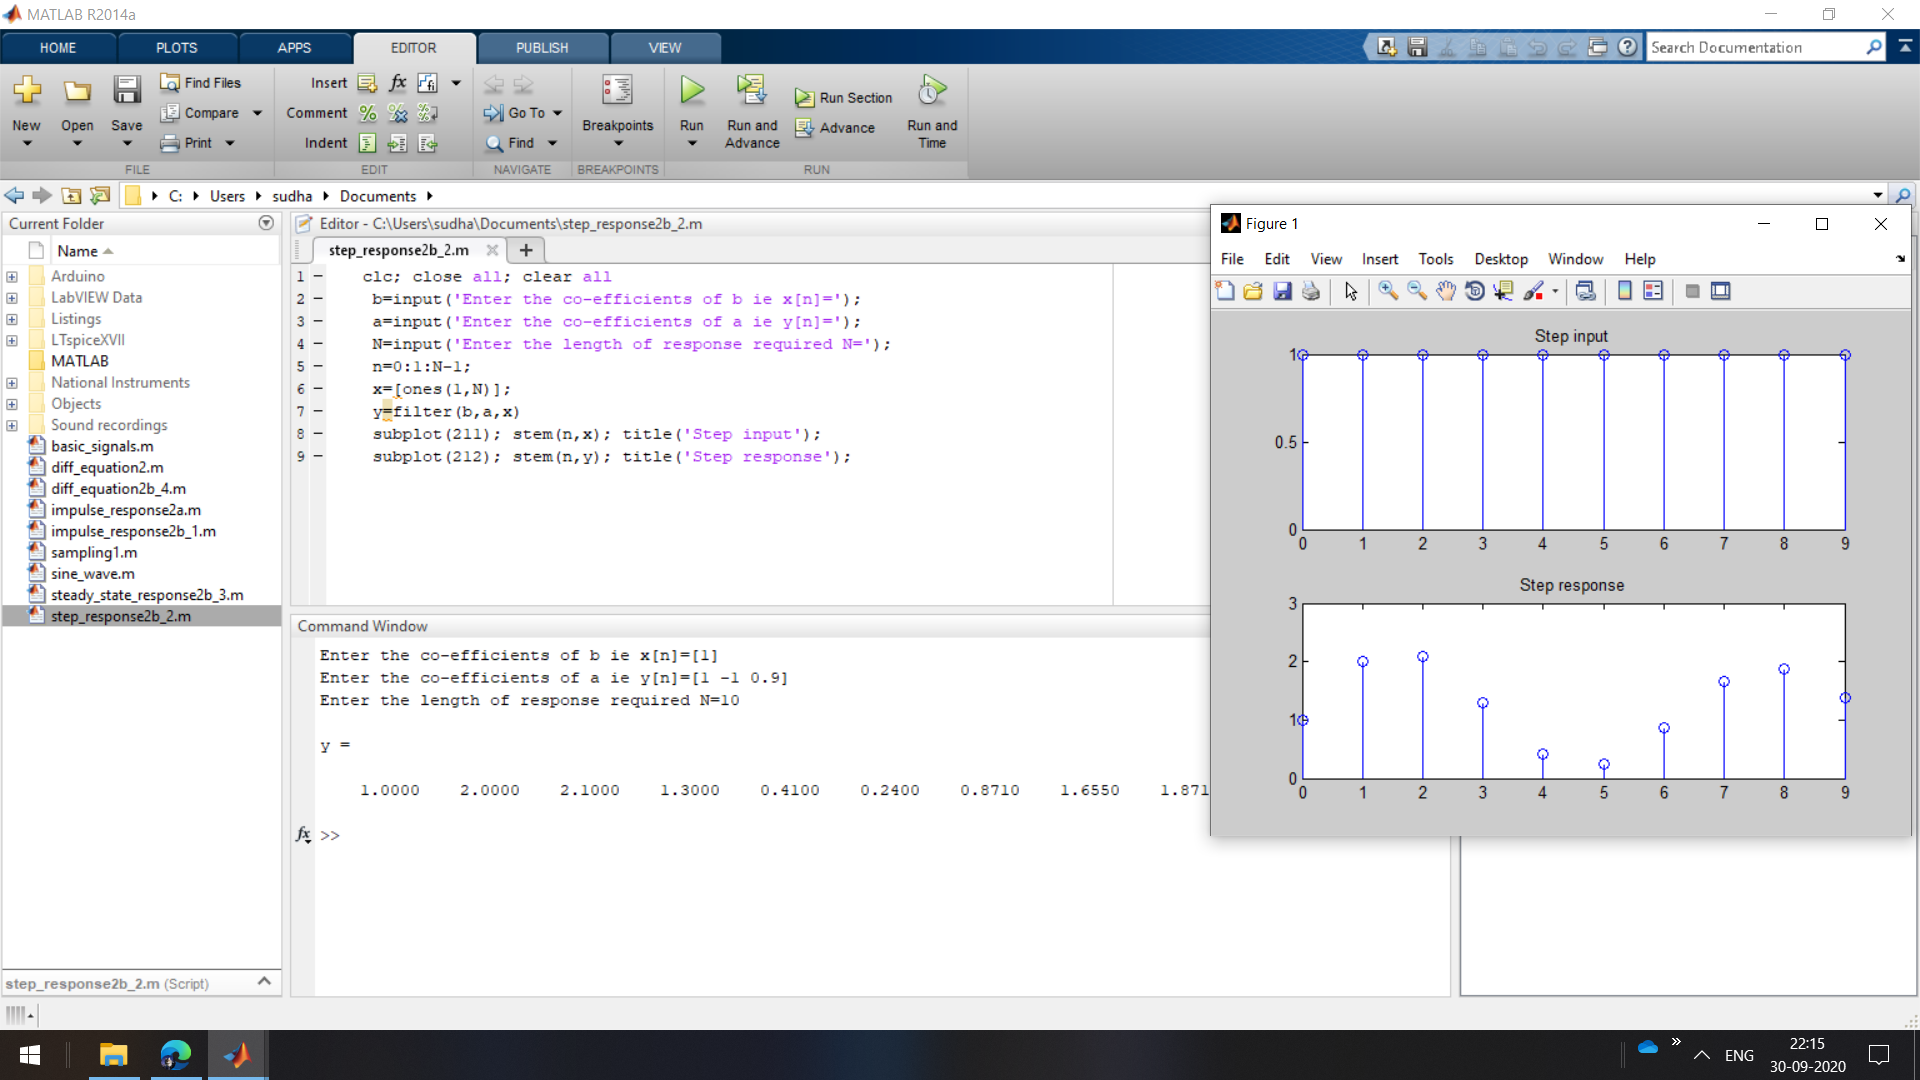 MATLAB R2014a
HOME PLOTS APPS EDITOR PUBLISH VIEW
Search Documentation
New Open Save
Find Files
Compare
Print
FILE
Insert fx
Comment
Indent
EDIT
Go To
Find
NAVIGATE
Breakpoints
BREAKPOINTS
Run
Run and Advance
Run Section
Advance
Run and Time
RUN
C: Users sudha Documents
Current Folder
Name
Arduino
LabVIEW Data
Listings
LTspiceXVII
MATLAB
National Instruments
Objects
Sound recordings
basic_signals.m
diff_equation2.m
diff_equation2b_4.m
impulse_response2a.m
impulse_response2b_1.m
sampling1.m
sine_wave.m
steady_state_response2b_3.m
step_response2b_2.m
step_response2b_2.m (Script)
Editor - C:\Users\sudha\Documents\step_response2b_2.m
step_response2b_2.m
1 – clc; close all; clear all
2 – b=input('Enter the co-efficients of b ie x[n]=');
3 – a=input('Enter the co-efficients of a ie y[n]=');
4 – N=input('Enter the length of response required N=');
5 – n=0:1:N-1;
6 – x=[ones(1,N)];
7 – y=filter(b,a,x)
8 – subplot(211); stem(n,x); title('Step input');
9 – subplot(212); stem(n,y); title('Step response');
Command Window
Enter the co-efficients of b ie x[n]=[1]
Enter the co-efficients of a ie y[n]=[1 -1 0.9]
Enter the length of response required N=10
y =
1.0000 2.0000 2.1000 1.3000 0.4100 0.2400 0.8710 1.6550 1.871
fx >>
Figure 1
File Edit View Insert Tools Desktop Window Help
Step input
1
0.5
0
0 1 2 3 4 5 6 7 8 9
Step response
3
2
1
0
0 1 2 3 4 5 6 7 8 9
ENG
22:15
30-09-2020